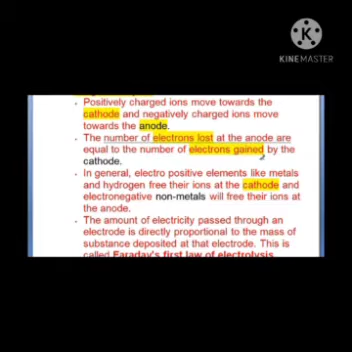 KINEMASTER
Positively charged ions move towards the
cathode and negatively charged ions move
towards the anode.
The number of electrons lost at the anode are
equal to the number of electrons gained by the
cathode.
In general, electro positive elements like metals
and hydrogen free their ions at the cathode and
electronegative non-metals will free their ions at
the anode.
The amount of electricity passed through an
electrode is directly proportional to the mass of
substance deposited at that electrode. This is
called Faraday's first law of electrolysis